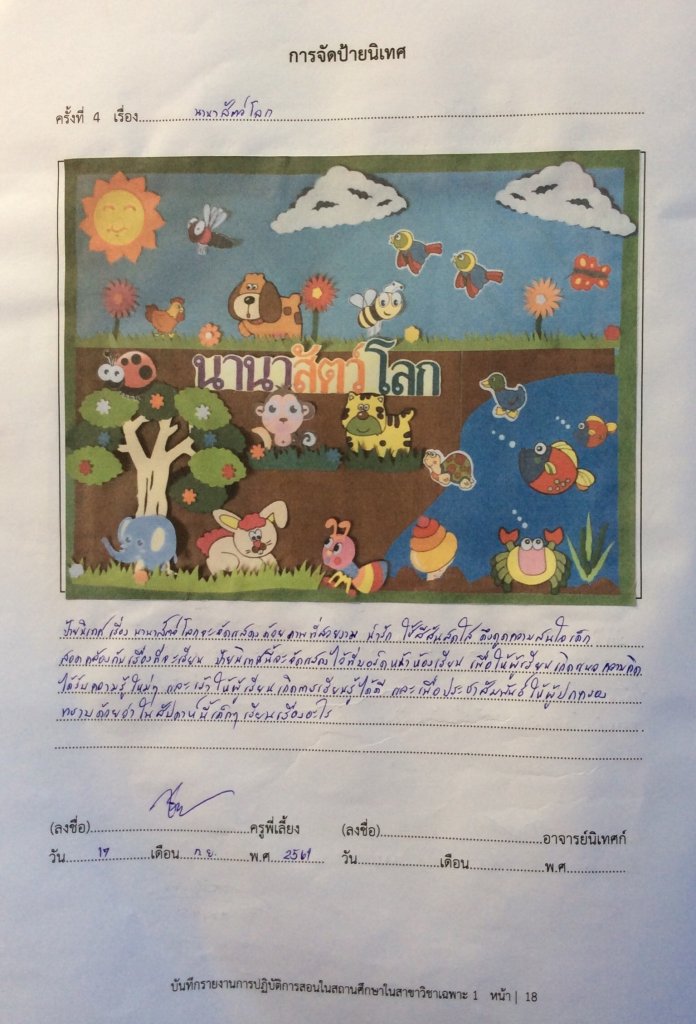 การจัดป้ายนิเทศ
ครั้งที่ 4 เรื่อง..........นานาสัตว์โลก..........
นานาสัตว์โลก
ป้ายนิเทศ เรื่อง นานาสัตว์โลกจะจัดแสดงด้วยภาพที่สวยงาม น่ารัก ใช้สีสันสดใส ดึงดูดความสนใจเด็ก
สอดคล้องกับเรื่องที่จะเรียน ป้ายนิเทศนี้จะจัดแสดงไว้ที่บอร์ดหน้าห้องเรียน เพื่อให้ผู้เรียนเกิดแนวความคิด
ได้รับความรู้ใหม่ๆ และเร้าให้ผู้เรียนเกิดการเรียนรู้ได้ดี และเพื่อประชาสัมพันธ์ให้ผู้ปกครอง
ทราบด้วยว่าในสัปดาห์นี้เด็กๆ เรียนเรื่องอะไร
(ลงชื่อ)..........ครูพี่เลี้ยง (ลงชื่อ)..........อาจารย์นิเทศก์
วัน.....17.....เดือน.....ก.ย......พ.ศ...2561... วัน..........เดือน..........พ.ศ..........
บันทึกรายงานการปฏิบัติการสอนในสถานศึกษาในสาขาวิชาเฉพาะ 1 หน้า | 18